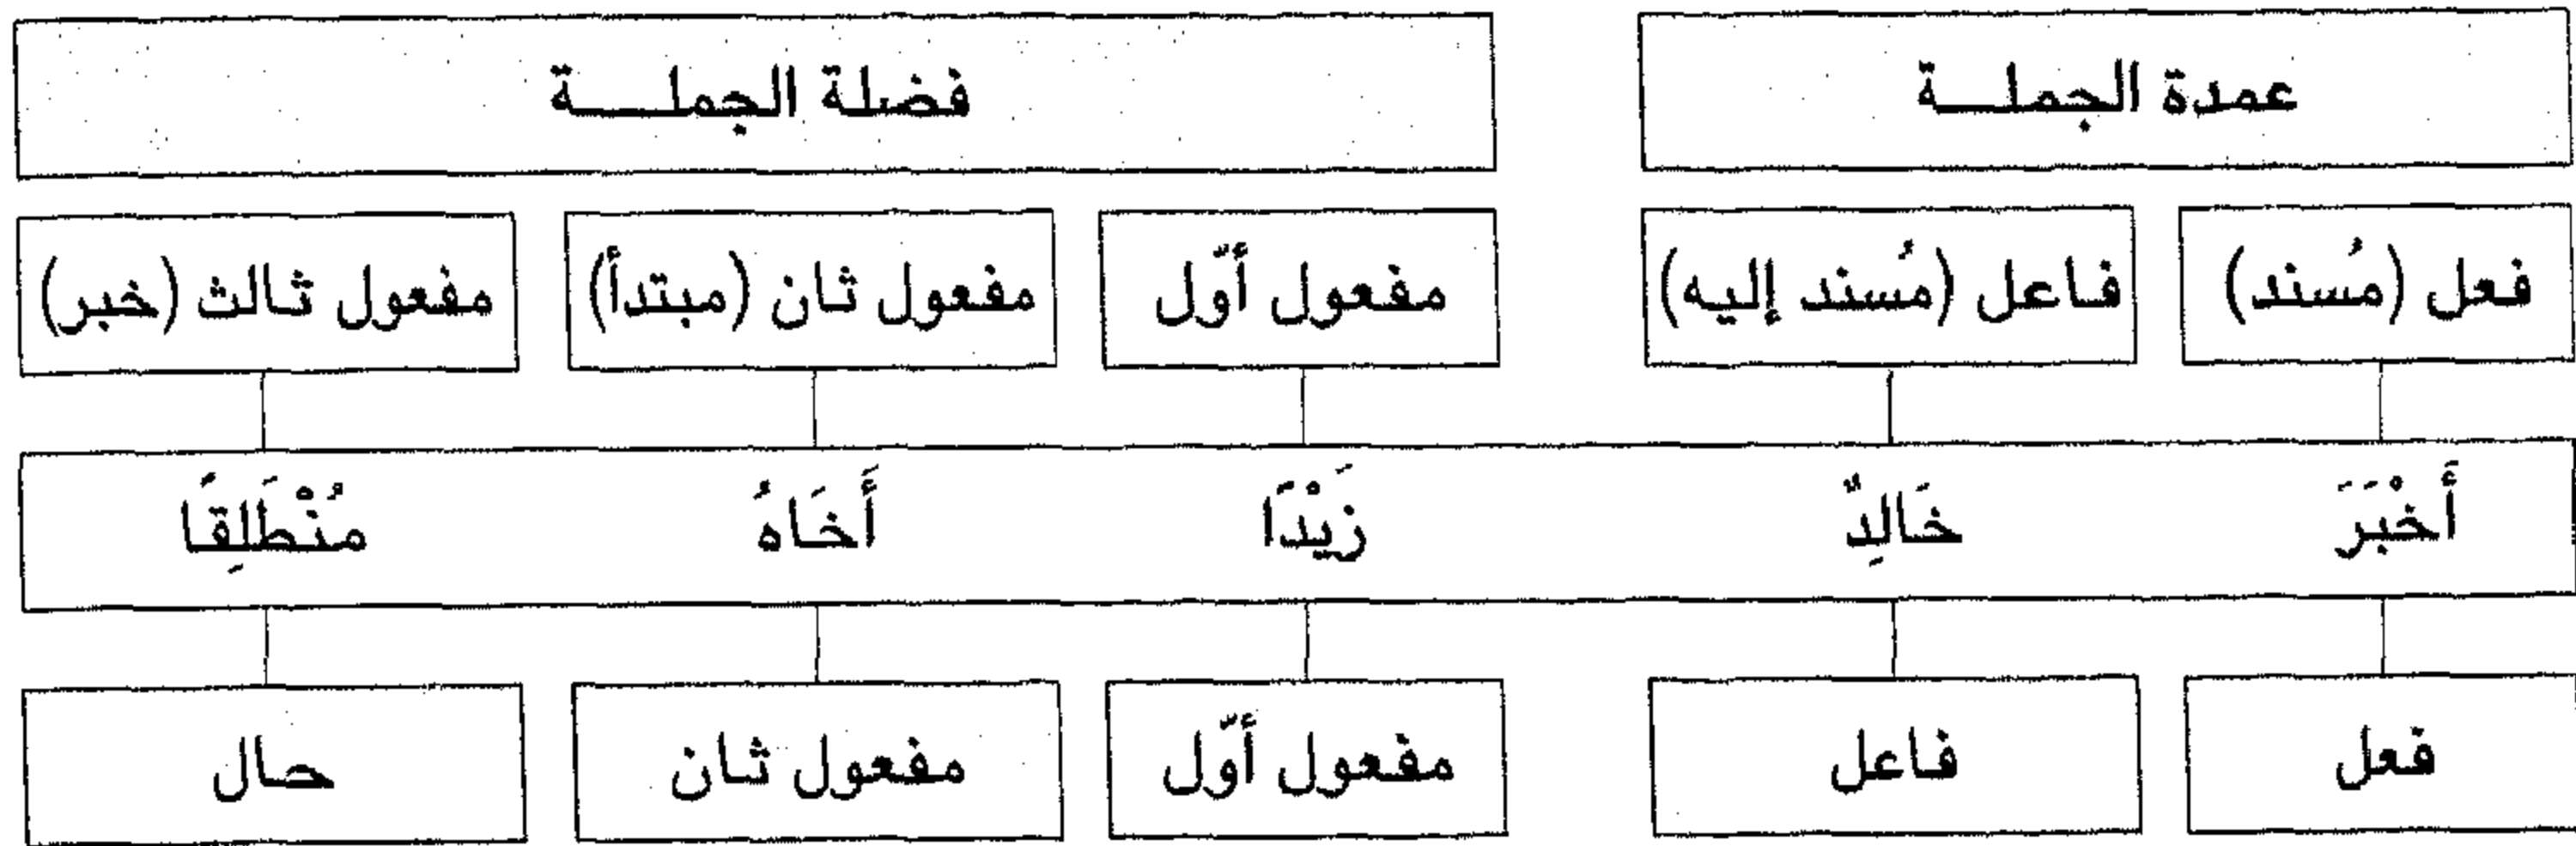 عمدة الجملـــة فضلة الجملـــة
فعل (مُسند) فاعل (مُسند إليه) مفعول أوّل مفعول ثان (مبتدأ) مفعول ثالث (خبر)
أَخْبَرَ خَالِدٌ زَيْدًا أَخَاهُ مُنْطَلِقًا
فعل فاعل مفعول أوّل مفعول ثان حال